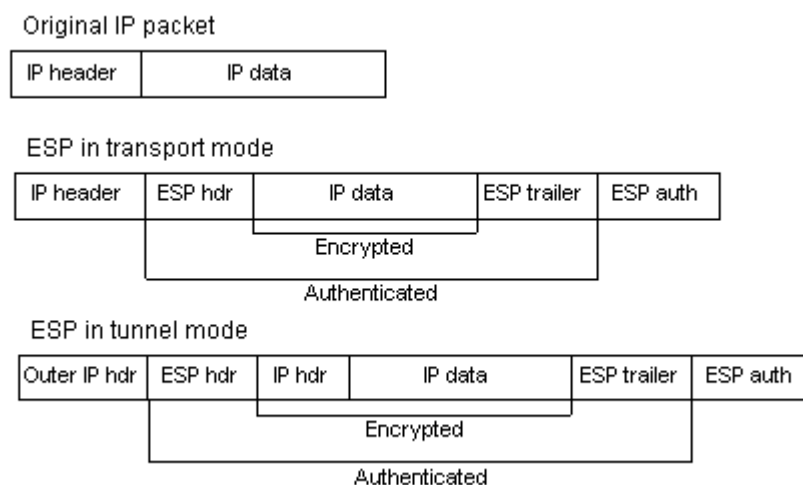 Original IP packet
IP header IP data
ESP in transport mode
IP header ESP hdr IP data ESP trailer ESP auth
Encrypted
Authenticated
ESP in tunnel mode
Outer IP hdr ESP hdr IP hdr IP data ESP trailer ESP auth
Encrypted
Authenticated